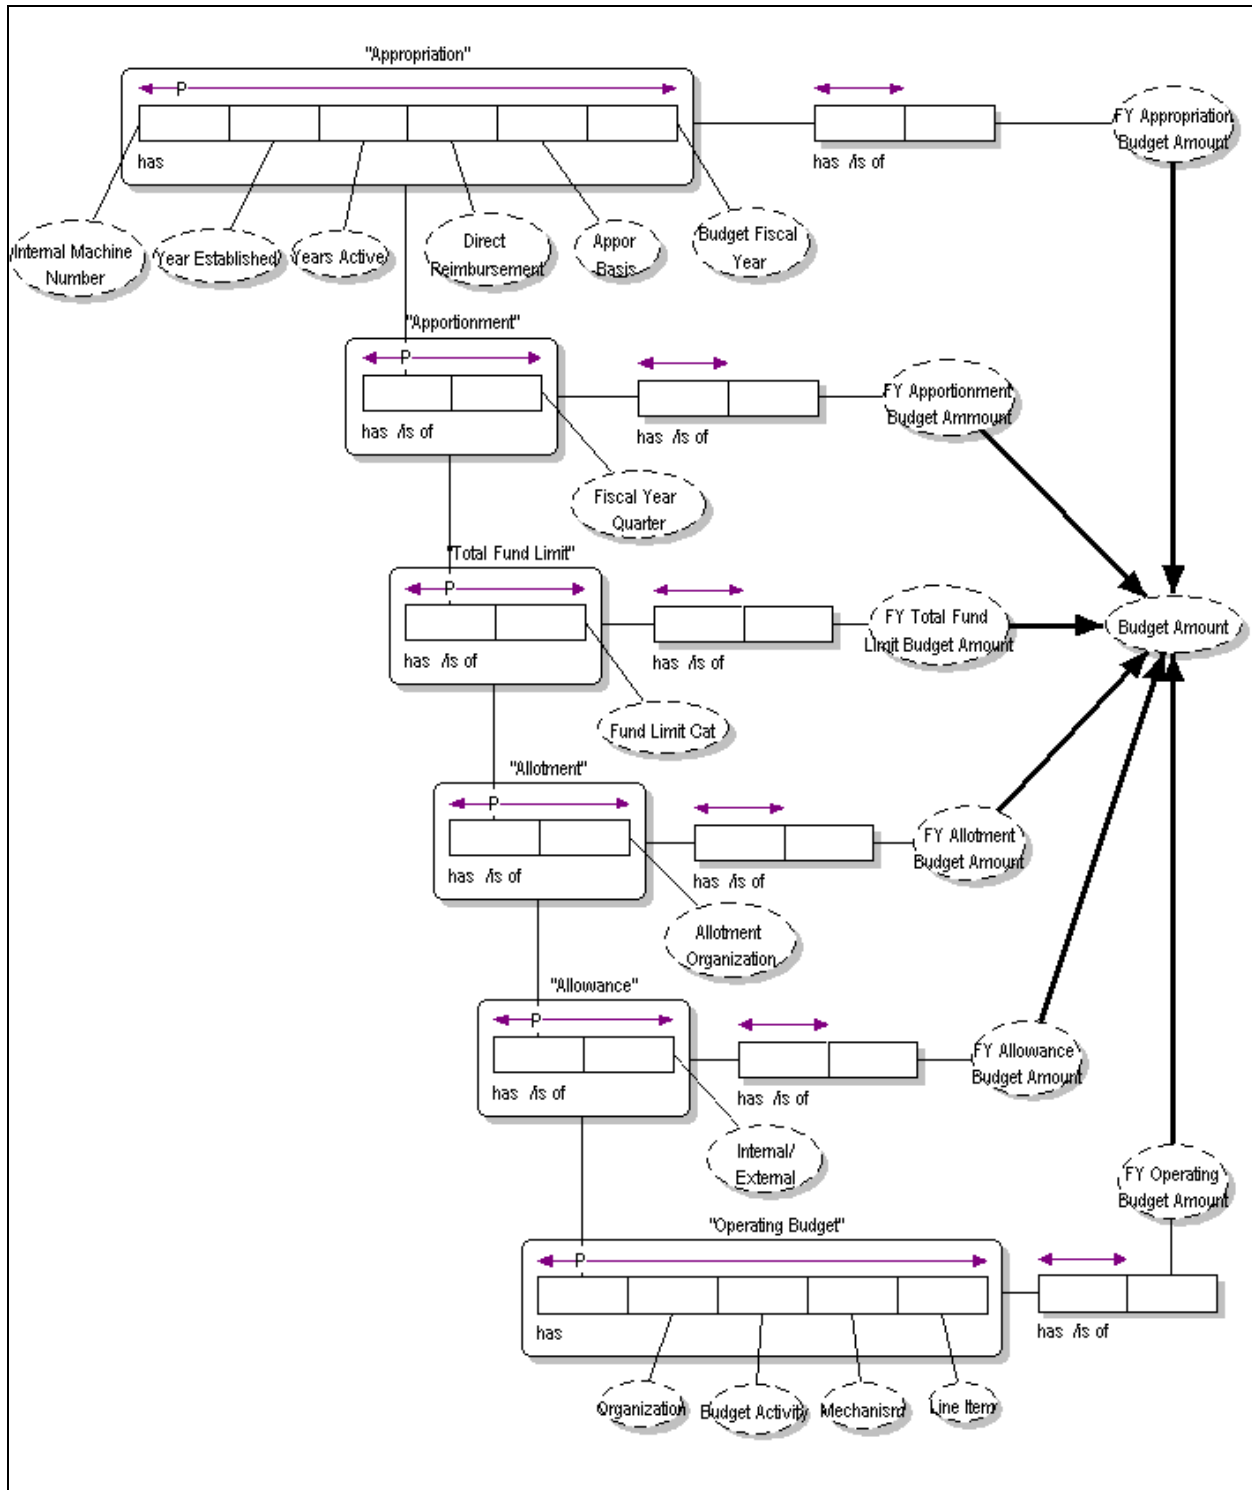 "Appropriation"
P
has
has /is of
FY Appropriation
Budget Amount
Internal Machine
Number
Year Established
Years Active
Direct
Reimbursement
Appor
Basis
Budget Fiscal
Year
"Apportionment"
P
has /is of
has /is of
FY Apportionment
Budget Ammount
Fiscal Year
Quarter
"Total Fund Limit"
P
has /is of
has /is of
FY Total Fund
Limit Budget Amount
Budget Amount
Fund Limit Cat
"Allotment"
P
has /is of
has /is of
FY Allotment
Budget Amount
Allotment
Organization
"Allowance"
P
has /is of
has /is of
FY Allowance
Budget Amount
Internal/
External
FY Operating
Budget Amount
"Operating Budget"
P
has
has /is of
Organization
Budget Activity
Mechanism
Line Item